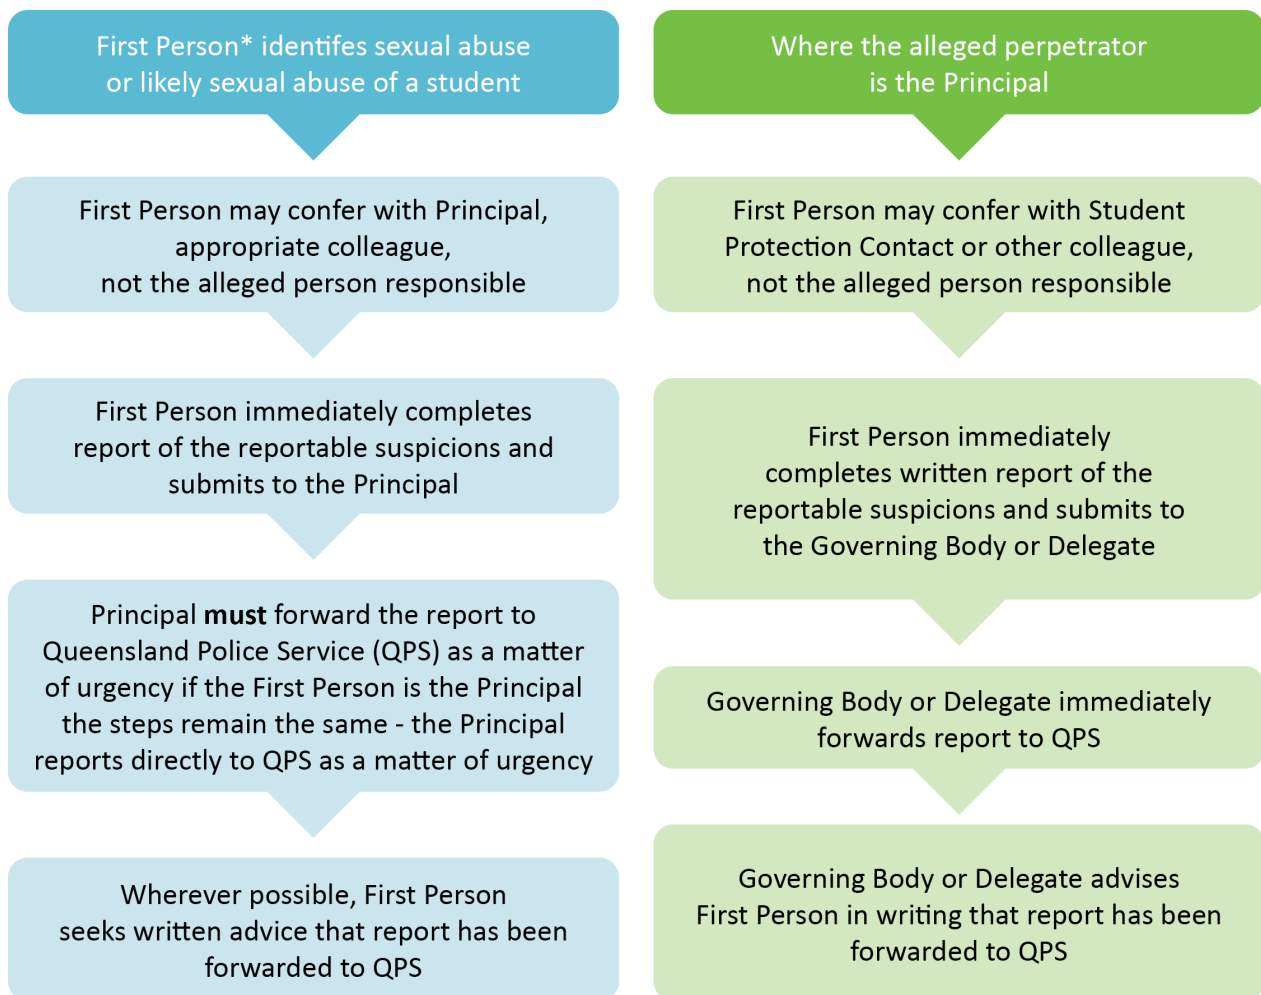 First Person* identifes sexual abuse
or likely sexual abuse of a student
First Person may confer with Principal,
appropriate colleague,
not the alleged person responsible
First Person immediately completes
report of the reportable suspicions and
submits to the Principal
Principal must forward the report to
Queensland Police Service (QPS) as a matter
of urgency if the First Person is the Principal
the steps remain the same - the Principal
reports directly to QPS as a matter of urgency
Wherever possible, First Person
seeks written advice that report has been
forwarded to QPS
Where the alleged perpetrator
is the Principal
First Person may confer with Student
Protection Contact or other colleague,
not the alleged person responsible
First Person immediately
completes written report of the
reportable suspicions and submits to
the Governing Body or Delegate
Governing Body or Delegate immediately
forwards report to QPS
Governing Body or Delegate advises
First Person in writing that report has been
forwarded to QPS